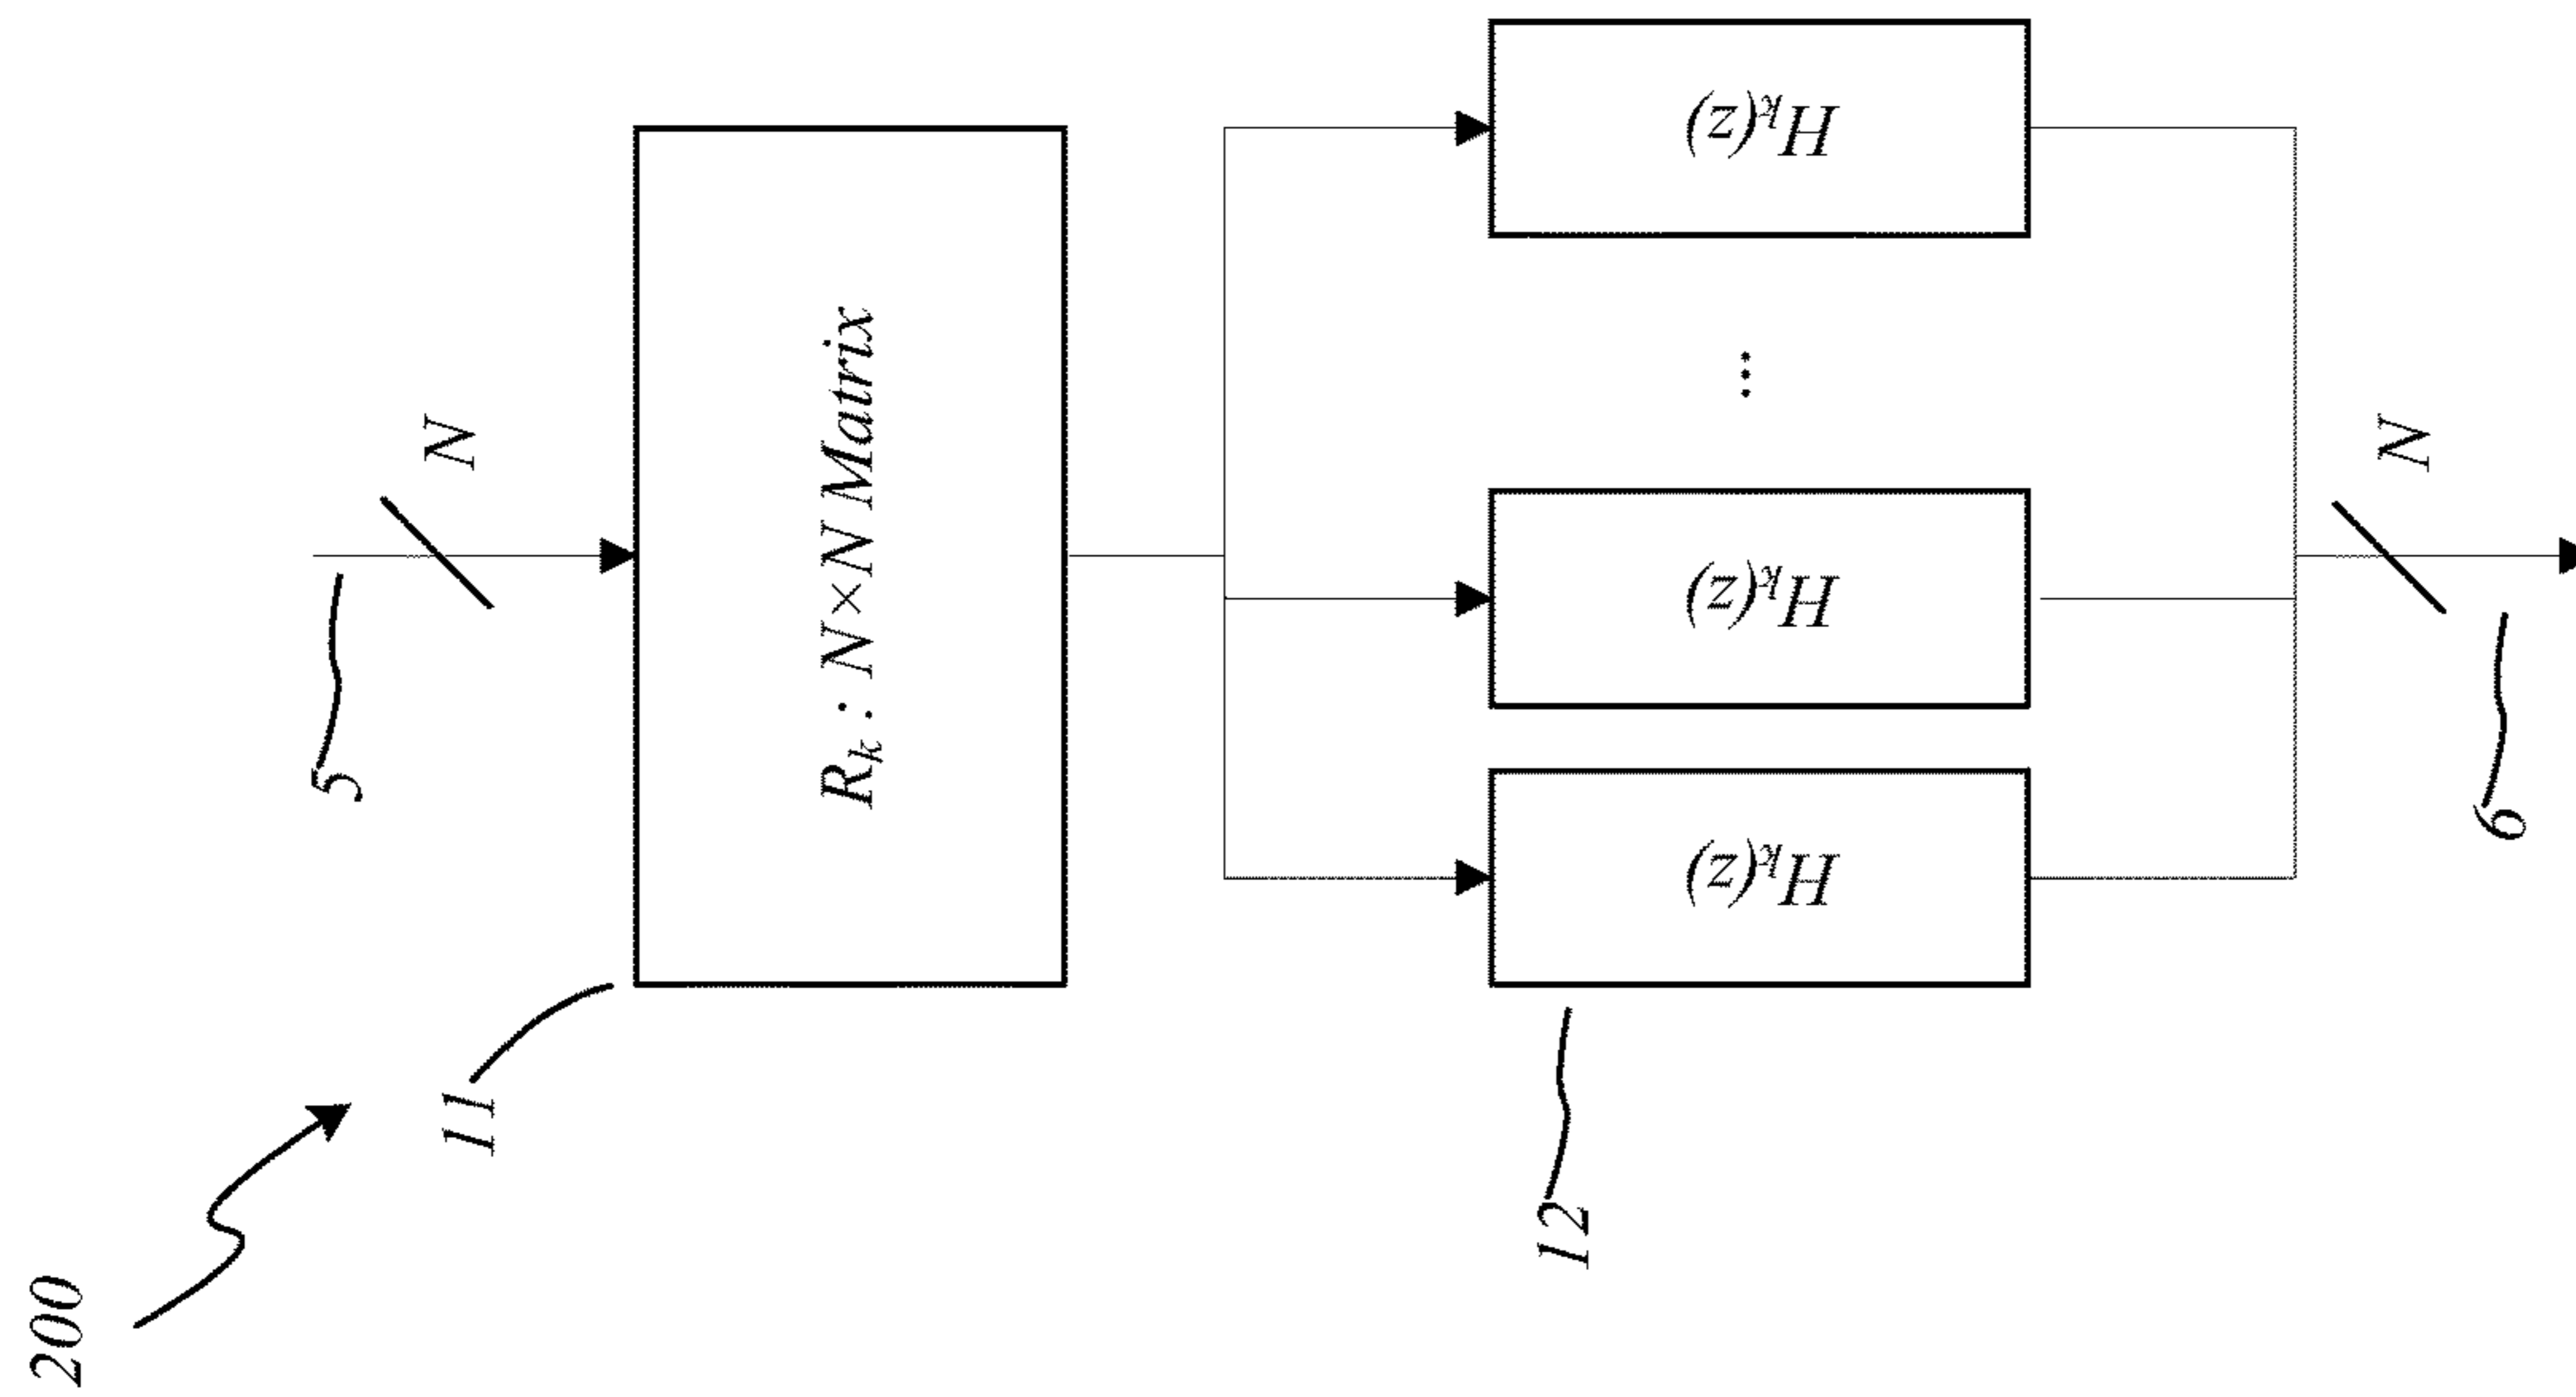 200
5
N
11
R_k : N×N Matrix
H_k(z)
H_k(z)
...
H_k(z)
12
N
6